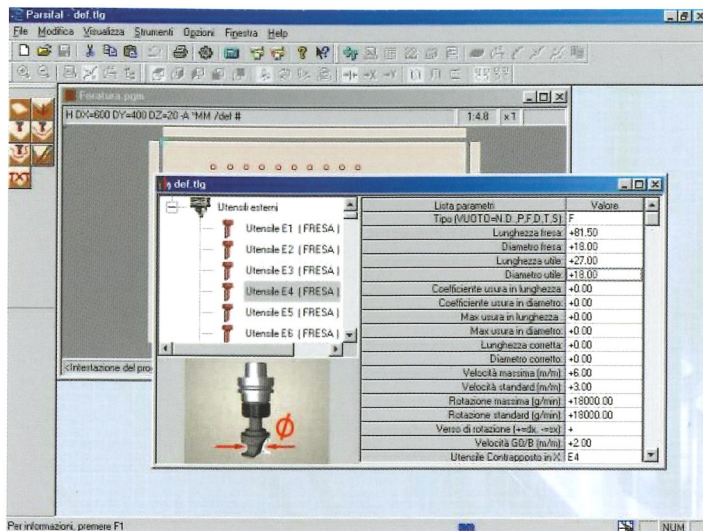 Parsifal - def.tlg
File Modifica Visualizza Strumenti Opzioni Finestra Help
Foratura.pgm
H DX=600 DY=400 DZ=20 -A *MM /def #
1:4.8
x 1
def.tlg
Utensili esterni
Utensile E1 (FRESA)
Utensile E2 (FRESA)
Utensile E3 (FRESA)
Utensile E4 (FRESA)
Utensile E5 (FRESA)
Utensile E6 (FRESA)
Lista parametri Valore
Tipo (VUOTO=N.D.,P,F,D,T,S): F
Lunghezza fresa: +81.50
Diametro fresa: +18.00
Lunghezza utile: +27.00
Diametro utile: +18.00
Coefficiente usura in lunghezza: +0.00
Coefficiente usura in diametro: +0.00
Max usura in lunghezza: +0.00
Max usura in diametro: +0.00
Lunghezza corretta: +0.00
Diametro corretto: +0.00
Velocità massima (m/m): +6.00
Velocità standard (m/m): +3.00
Rotazione massima (g/min): +18000.00
Rotazione standard (g/min): +18000.00
Verso di rotazione (+=dx, -=sx): +
Velocità G0/B (m/m): +2.00
Utensile Contrapposto in X: E4
<Intestazione del pro
Φ
TXT
Per informazioni, premere F1
NUM